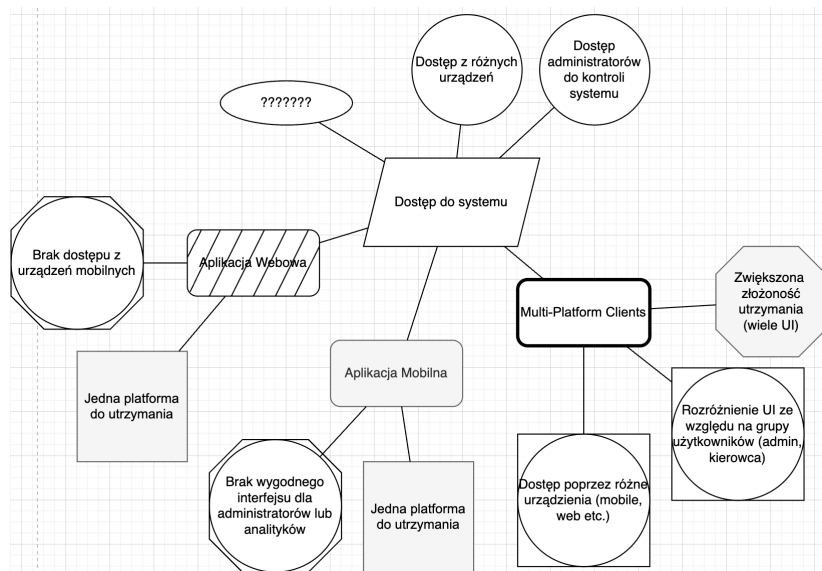 Dostęp z różnych
urządzeń
Dostęp
administratorów
do kontroli
systemu
???????
Dostęp do systemu
Brak dostępu z
urządzeń mobilnych
Aplikacja Webowa
Multi-Platform Clients
Zwiększona
złożoność
utrzymania
(wiele UI)
Jedna platforma
do utrzymania
Aplikacja Mobilna
Rozróżnienie UI ze
względu na grupy
użytkowników (admin,
kierowca)
Brak wygodnego
interfejsu dla
administratorów lub
analityków
Jedna platforma
do utrzymania
Dostęp poprzez różne
urządzienia (mobile,
web etc.)